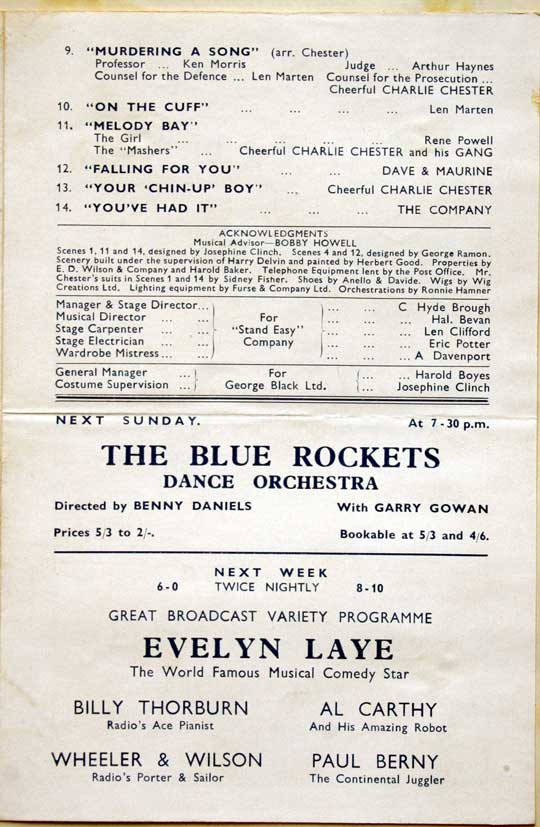 9. "MURDERING A SONG" (arr. Chester)
Professor ... Ken Morris Judge ... Arthur Haynes
Counsel for the Defence ... Len Marten Counsel for the Prosecution ...
Cheerful CHARLIE CHESTER
10. "ON THE CUFF" ... ... ... Len Marten
11. "MELODY BAY"
The Girl ... ... ... ... Rene Powell
The "Mashers" ... Cheerful CHARLIE CHESTER and his GANG
12. "FALLING FOR YOU" ... ... DAVE & MAURINE
13. "YOUR 'CHIN-UP' BOY" ... Cheerful CHARLIE CHESTER
14. "YOU'VE HAD IT" ... ... ... THE COMPANY
ACKNOWLEDGMENTS
Musical Advisor—BOBBY HOWELL
Scenes 1, 11 and 14, designed by Josephine Clinch. Scenes 4 and 12, designed by George Ramon.
Scenery built under the supervision of Harry Delvin and painted by Herbert Good. Properties by
E. D. Wilson & Company and Harold Baker. Telephone Equipment lent by the Post Office. Mr.
Chester's suits in Scenes 1 and 14 by Sidney Fisher. Shoes by Anello & Davide. Wigs by Wig
Creations Ltd. Lighting equipment by Furse & Company Ltd. Orchestrations by Ronnie Hamner
Manager & Stage Director... ... ... C Hyde Brough
Musical Director ... ... For ... ... ... Hal. Bevan
Stage Carpenter ... ... "Stand Easy" ... ... ... Len Clifford
Stage Electrician ... ... Company ... ... ... Eric Potter
Wardrobe Mistress... ... ... ... A Davenport
General Manager ... For ... ... Harold Boyes
Costume Supervision ... George Black Ltd. ... Josephine Clinch
NEXT SUNDAY. At 7-30 p.m.
THE BLUE ROCKETS
DANCE ORCHESTRA
Directed by BENNY DANIELS With GARRY GOWAN
Prices 5/3 to 2/-. Bookable at 5/3 and 4/6.
NEXT WEEK
6-0 TWICE NIGHTLY 8-10
GREAT BROADCAST VARIETY PROGRAMME
EVELYN LAYE
The World Famous Musical Comedy Star
BILLY THORBURN AL CARTHY
Radio's Ace Pianist And His Amazing Robot
WHEELER & WILSON PAUL BERNY
Radio's Porter & Sailor The Continental Juggler